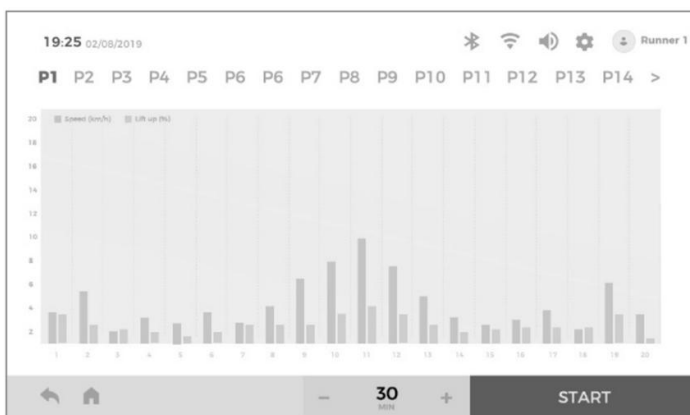 19:25 02/08/2019 Runner 1
P1 P2 P3 P4 P5 P6 P6 P7 P8 P9 P10 P11 P12 P13 P14 >
20 Speed (km/h) Lift up (%)
18
16
14
12
10
8
6
4
2
1 2 3 4 5 6 7 8 9 10 11 12 13 14 15 16 17 18 19 20
− 30 +
MIN
START